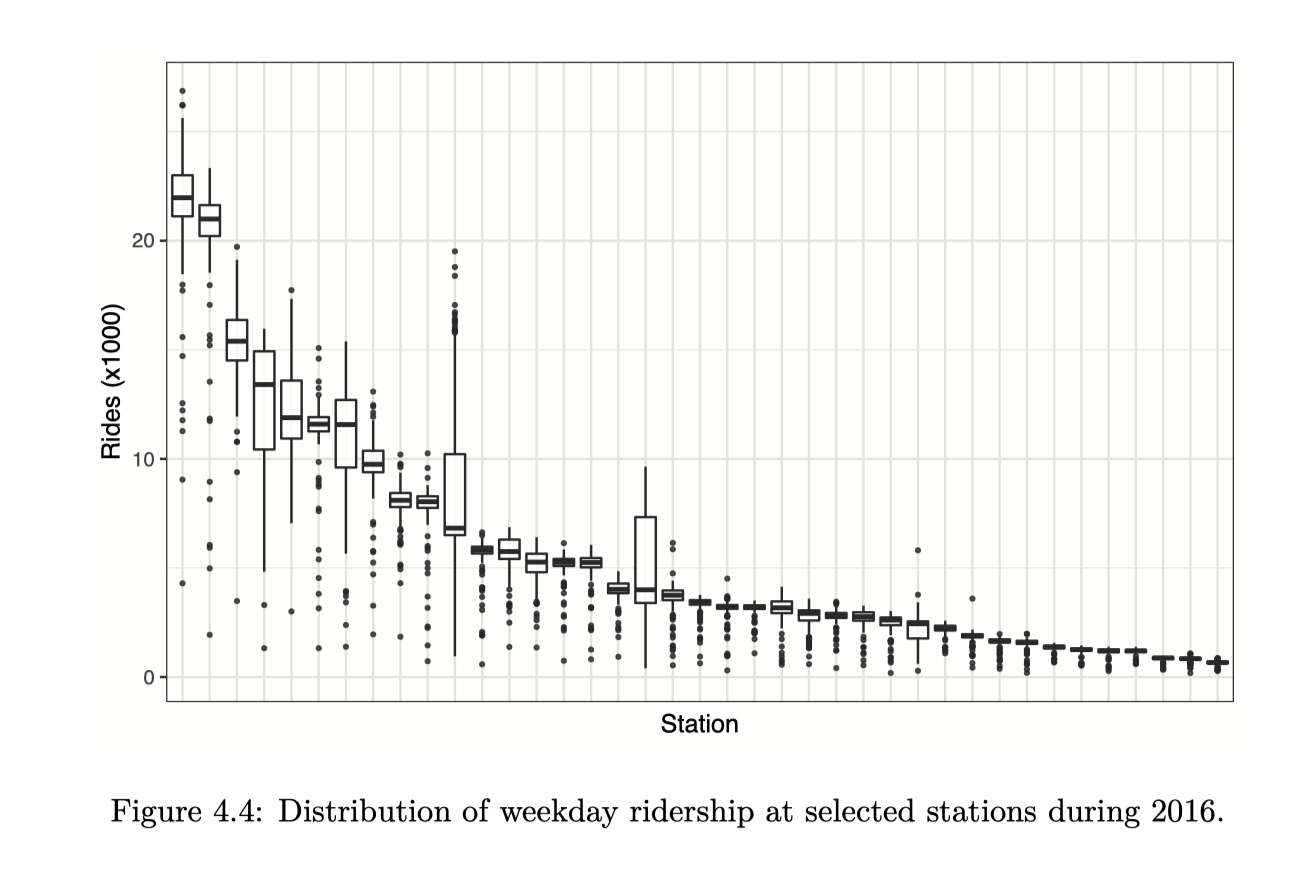 20
10
0
Rides (x1000)
Station
Figure 4.4: Distribution of weekday ridership at selected stations during 2016.